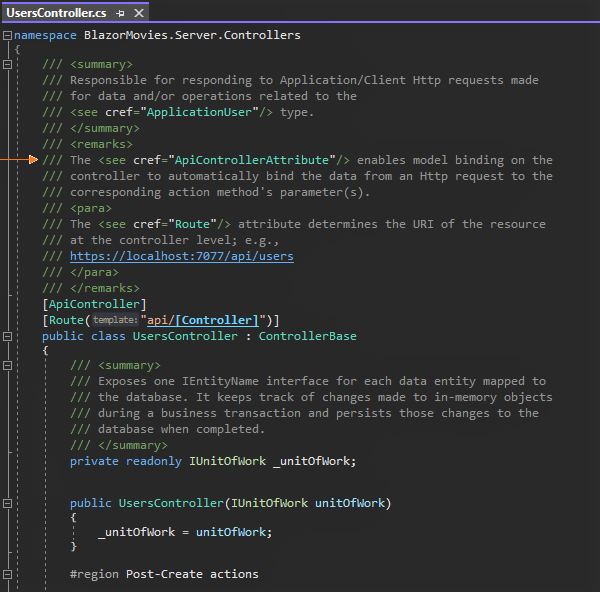 UsersController.cs
namespace BlazorMovies.Server.Controllers
{
/// <summary>
/// Responsible for responding to Application/Client Http requests made
/// for data and/or operations related to the
/// <see cref="ApplicationUser"/> type.
/// </summary>
/// <remarks>
/// The <see cref="ApiControllerAttribute"/> enables model binding on the
/// controller to automatically bind the data from an Http request to the
/// corresponding action method's parameter(s).
/// <para>
/// The <see cref="Route"/> attribute determines the URI of the resource
/// at the controller level; e.g.,
/// https://localhost:7077/api/users
/// </para>
/// </remarks>
[ApiController]
[Route(template:"api/[Controller]")]
public class UsersController : ControllerBase
{
/// <summary>
/// Exposes one IEntityName interface for each data entity mapped to
/// the database. It keeps track of changes made to in-memory objects
/// during a business transaction and persists those changes to the
/// database when completed.
/// </summary>
private readonly IUnitOfWork _unitOfWork;
public UsersController(IUnitOfWork unitOfWork)
{
_unitOfWork = unitOfWork;
}
#region Post-Create actions